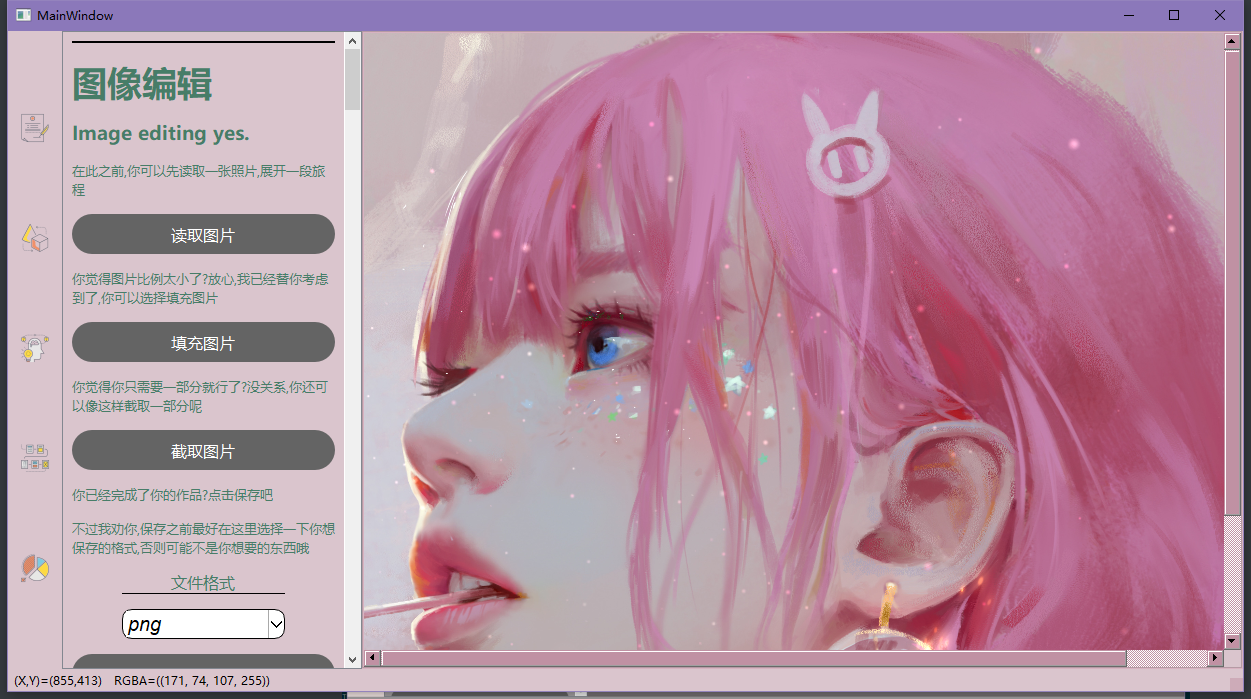 MainWindow
图像编辑
Image editing yes.
在此之前,你可以先读取一张照片,展开一段旅
程
读取图片
你觉得图片比例太小了?放心,我已经替你考虑
到了,你可以选择填充图片
填充图片
你觉得你只需要一部分就行了?没关系,你还可
以像这样截取一部分呢
截取图片
你已经完成了你的作品?点击保存吧
不过我劝你,保存之前最好在这里选择一下你想
保存的格式,否则可能不是你想要的东西哦
文件格式
png
(X,Y)=(855,413) RGBA=((171, 74, 107, 255))